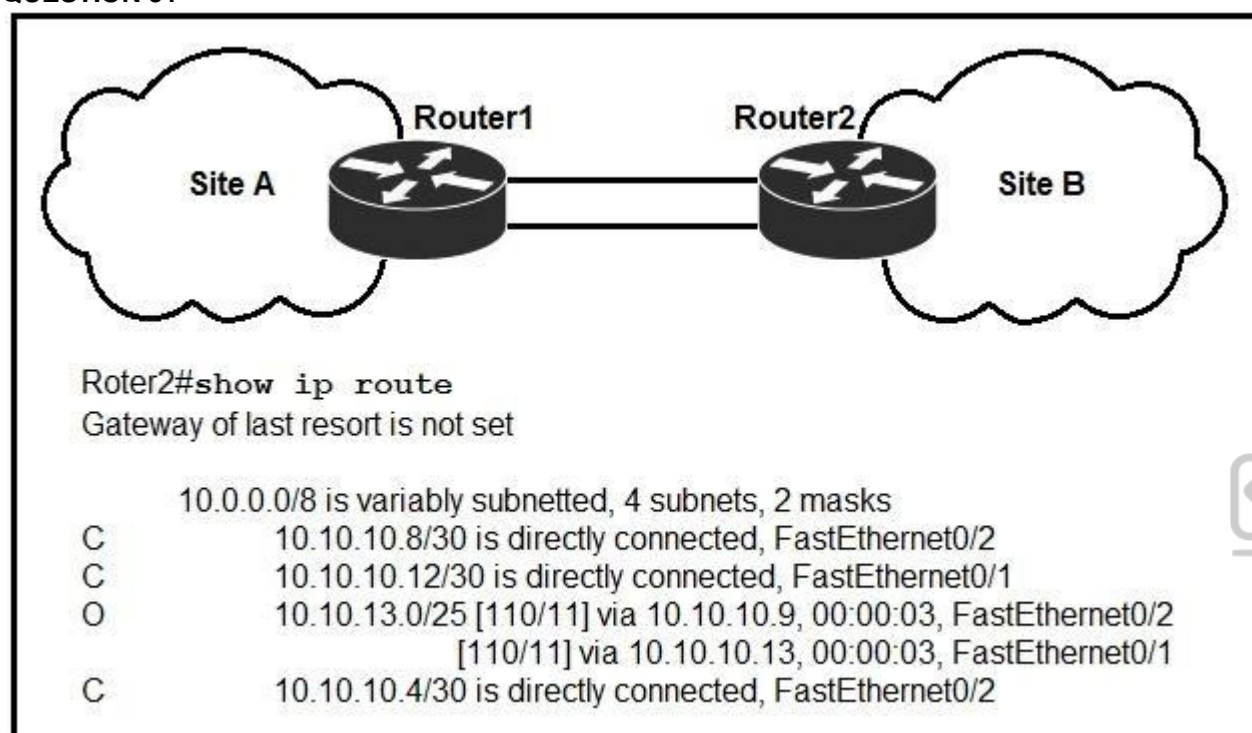 Router1
Router2
Site A
Site B
Roter2#show ip route
Gateway of last resort is not set
10.0.0.0/8 is variably subnetted, 4 subnets, 2 masks
C 10.10.10.8/30 is directly connected, FastEthernet0/2
C 10.10.10.12/30 is directly connected, FastEthernet0/1
O 10.10.13.0/25 [110/11] via 10.10.10.9, 00:00:03, FastEthernet0/2
[110/11] via 10.10.10.13, 00:00:03, FastEthernet0/1
C 10.10.10.4/30 is directly connected, FastEthernet0/2